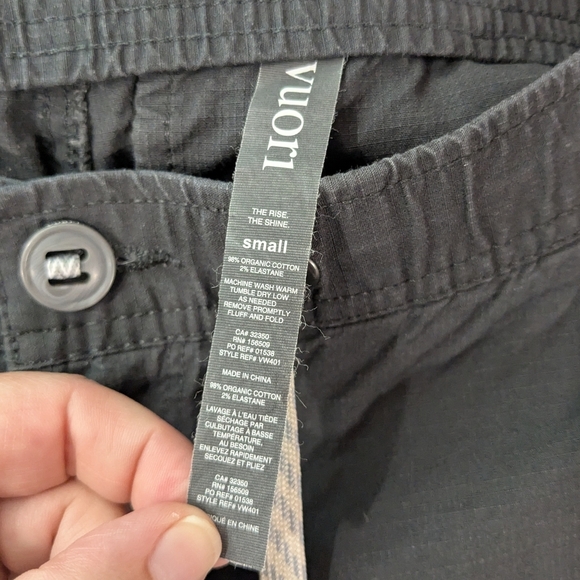 vuori
THE RISE.
THE SHINE.
small
98% ORGANIC COTTON
2% ELASTANE
MACHINE WASH WARM
TUMBLE DRY LOW
AS NEEDED
REMOVE PROMPTLY
FLUFF AND FOLD
CA# 32350
RN# 156509
PO REF# 01538
STYLE REF# VW401
MADE IN CHINA
98% ORGANIC COTTON
2% ELASTANE
LAVAGE À L'EAU TIÈDE
SÉCHAGE PAR
CULBUTAGE À BASSE
TEMPÉRATURE,
AU BESOIN
ENLEVEZ RAPIDEMENT
SECOUEZ ET PLIEZ
CA# 32350
RN# 156509
PO REF# 01538
STYLE REF# VW401
QUÉ EN CHINE